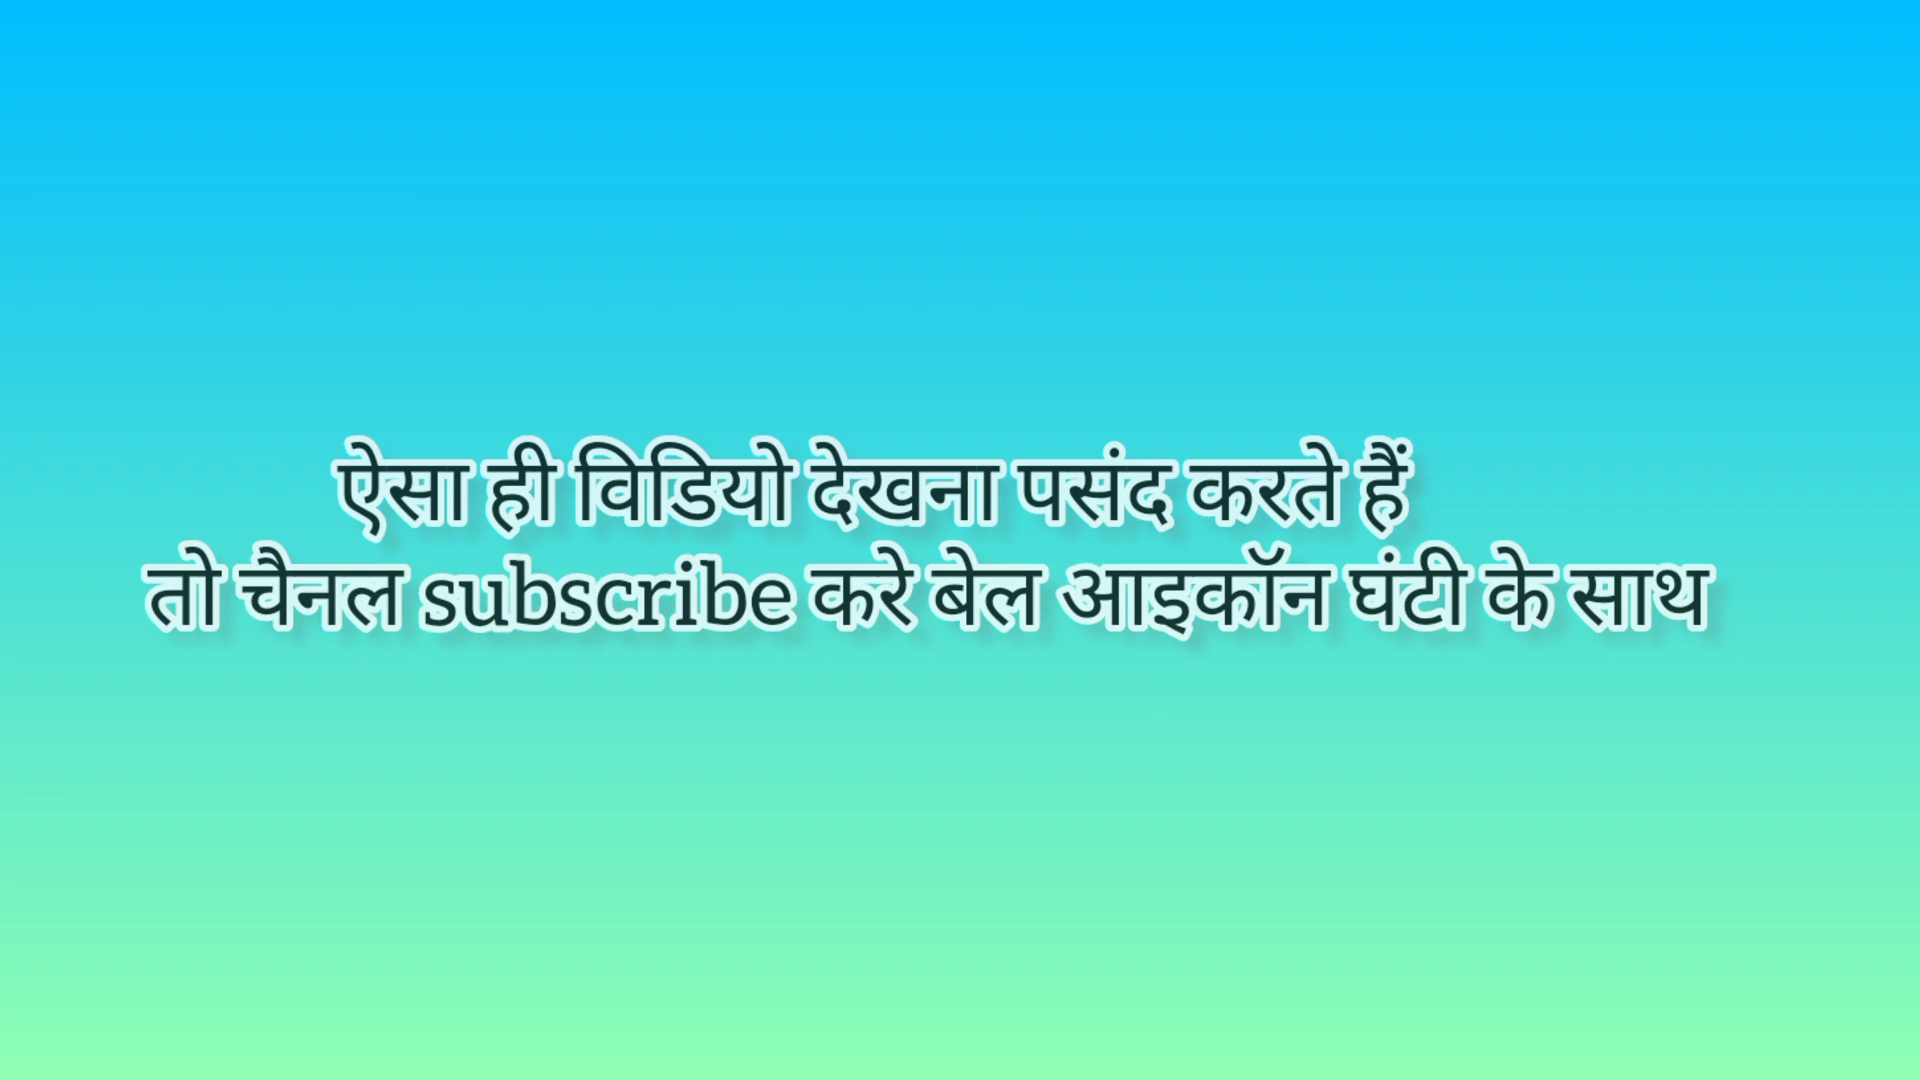 ऐसा ही विडियो देखना पसंद करते हैं
तो चैनल subscribe करे बेल आइकॉन घंटी के साथ